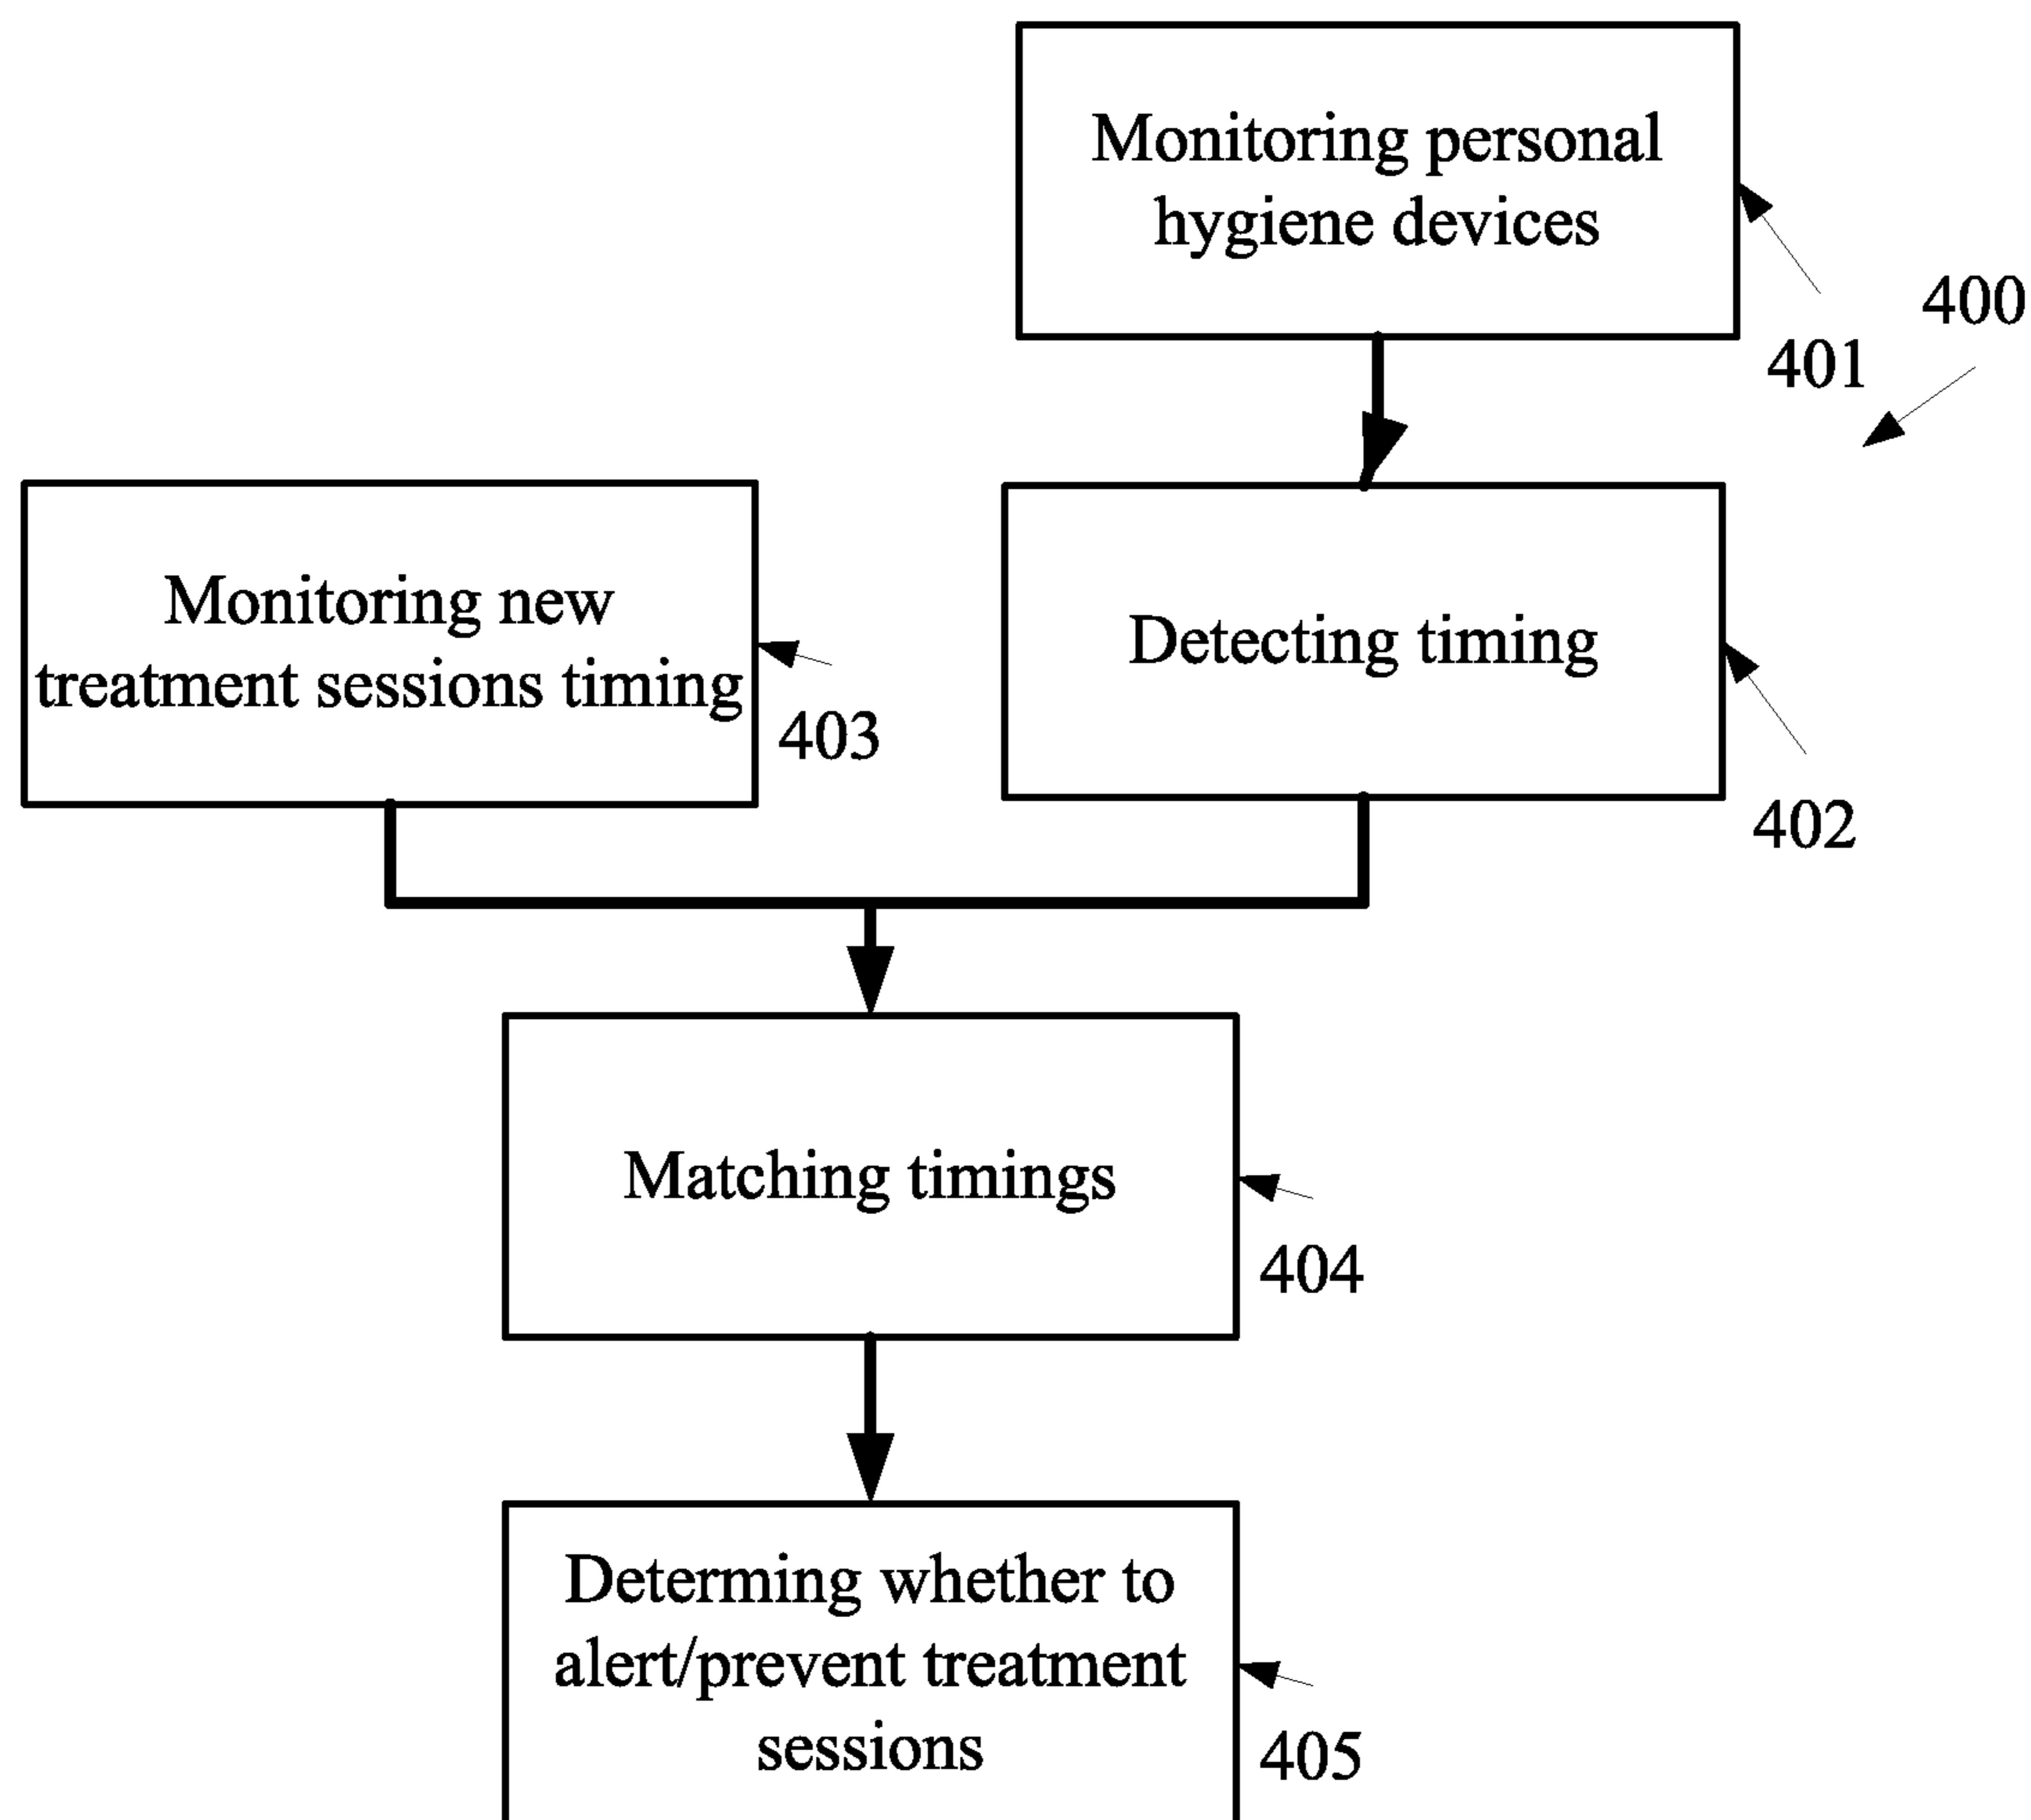 Monitoring personal
hygiene devices
400
401
Monitoring new
treatment sessions timing
403
Detecting timing
402
Matching timings
404
Determing whether to
alert/prevent treatment
sessions
405